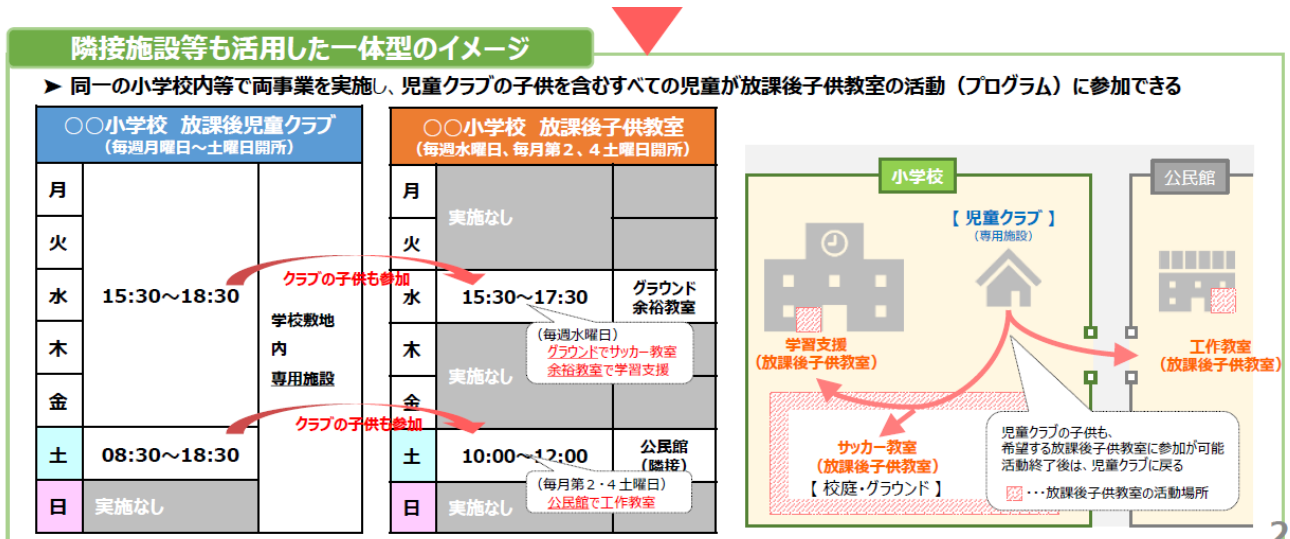 隣接施設等も活用した一体型のイメージ
➤ 同一の小学校内等で両事業を実施し、児童クラブの子供を含むすべての児童が放課後子供教室の活動（プログラム）に参加できる
○○小学校 放課後児童クラブ
（毎週月曜日～土曜日開所）
月
火
水
木
金
土
日
15:30～18:30
08:30～18:30
実施なし
学校敷地
内
専用施設
クラブの子供も参加
クラブの子供も参加
○○小学校 放課後子供教室
（毎週水曜日、毎月第２、４土曜日開所）
月
火
水
木
金
土
日
実施なし
15:30～17:30
グラウンド
余裕教室
（毎週水曜日）
グラウンドでサッカー教室
余裕教室で学習支援
実施なし
10:00～12:00
公民館
（隣接）
（毎月第２・４土曜日）
公民館で工作教室
実施なし
小学校
公民館
【 児童クラブ 】
（専用施設）
学習支援
（放課後子供教室）
工作教室
（放課後子供教室）
サッカー教室
（放課後子供教室）
【 校庭・グラウンド 】
児童クラブの子供も、
希望する放課後子供教室に参加が可能
活動終了後は、児童クラブに戻る
・・・放課後子供教室の活動場所
2